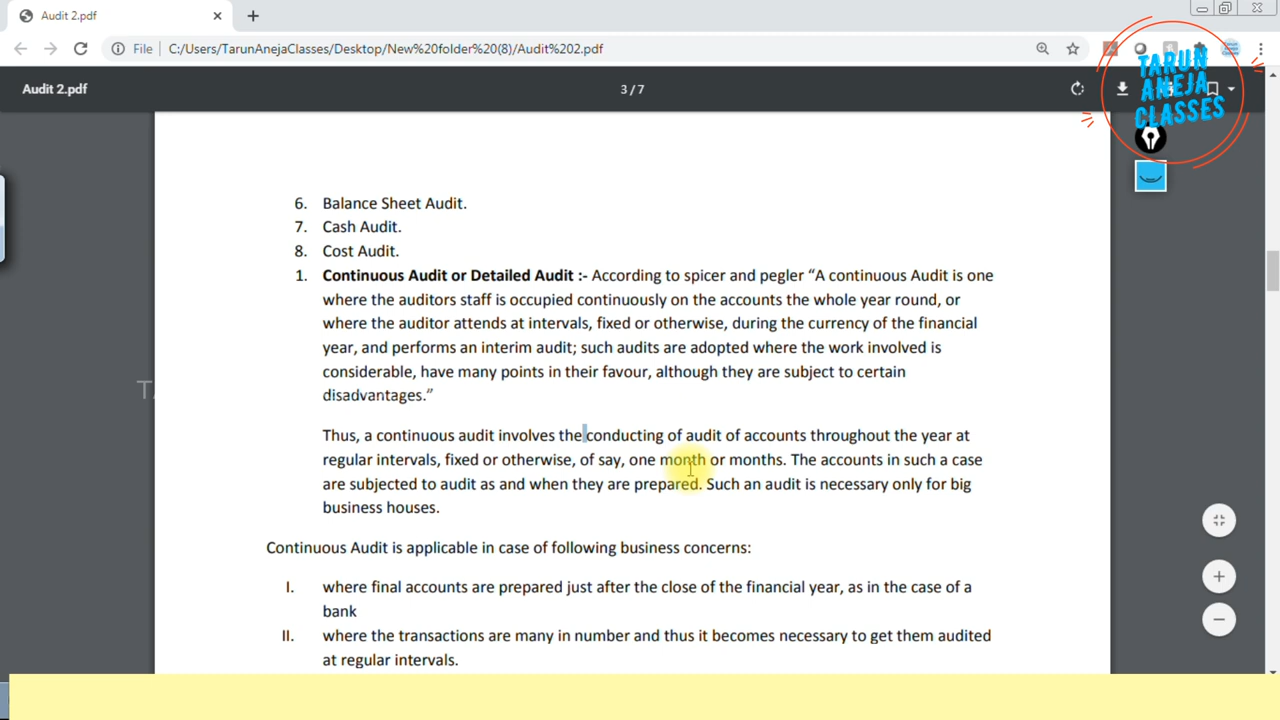 Audit 2.pdf
File
C:/Users/TarunAnejaClasses/Desktop/New%20folder%20(8)/Audit%202.pdf
Audit 2.pdf
3 / 7
TARUN
ANEJA
CLASSES
6. Balance Sheet Audit.
7. Cash Audit.
8. Cost Audit.
1. Continuous Audit or Detailed Audit :- According to spicer and pegler “A continuous Audit is one
where the auditors staff is occupied continuously on the accounts the whole year round, or
where the auditor attends at intervals, fixed or otherwise, during the currency of the financial
year, and performs an interim audit; such audits are adopted where the work involved is
considerable, have many points in their favour, although they are subject to certain
disadvantages.”
Thus, a continuous audit involves the conducting of audit of accounts throughout the year at
regular intervals, fixed or otherwise, of say, one month or months. The accounts in such a case
are subjected to audit as and when they are prepared. Such an audit is necessary only for big
business houses.
Continuous Audit is applicable in case of following business concerns:
I. where final accounts are prepared just after the close of the financial year, as in the case of a
bank
II. where the transactions are many in number and thus it becomes necessary to get them audited
at regular intervals.